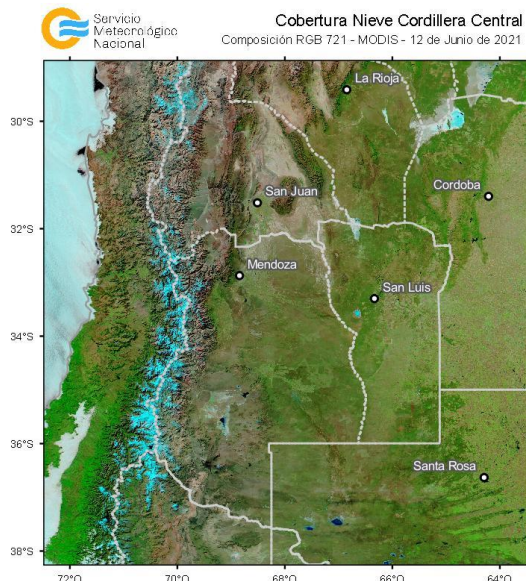 Servicio
Meteorológico
Nacional
Cobertura Nieve Cordillera Central
Composición RGB 721 - MODIS - 12 de Junio de 2021
La Rioja
30°S
San Juan
Cordoba
32°S
Mendoza
San Luis
34°S
36°S
Santa Rosa
38°S
72°O
70°O
68°O
66°O
64°O